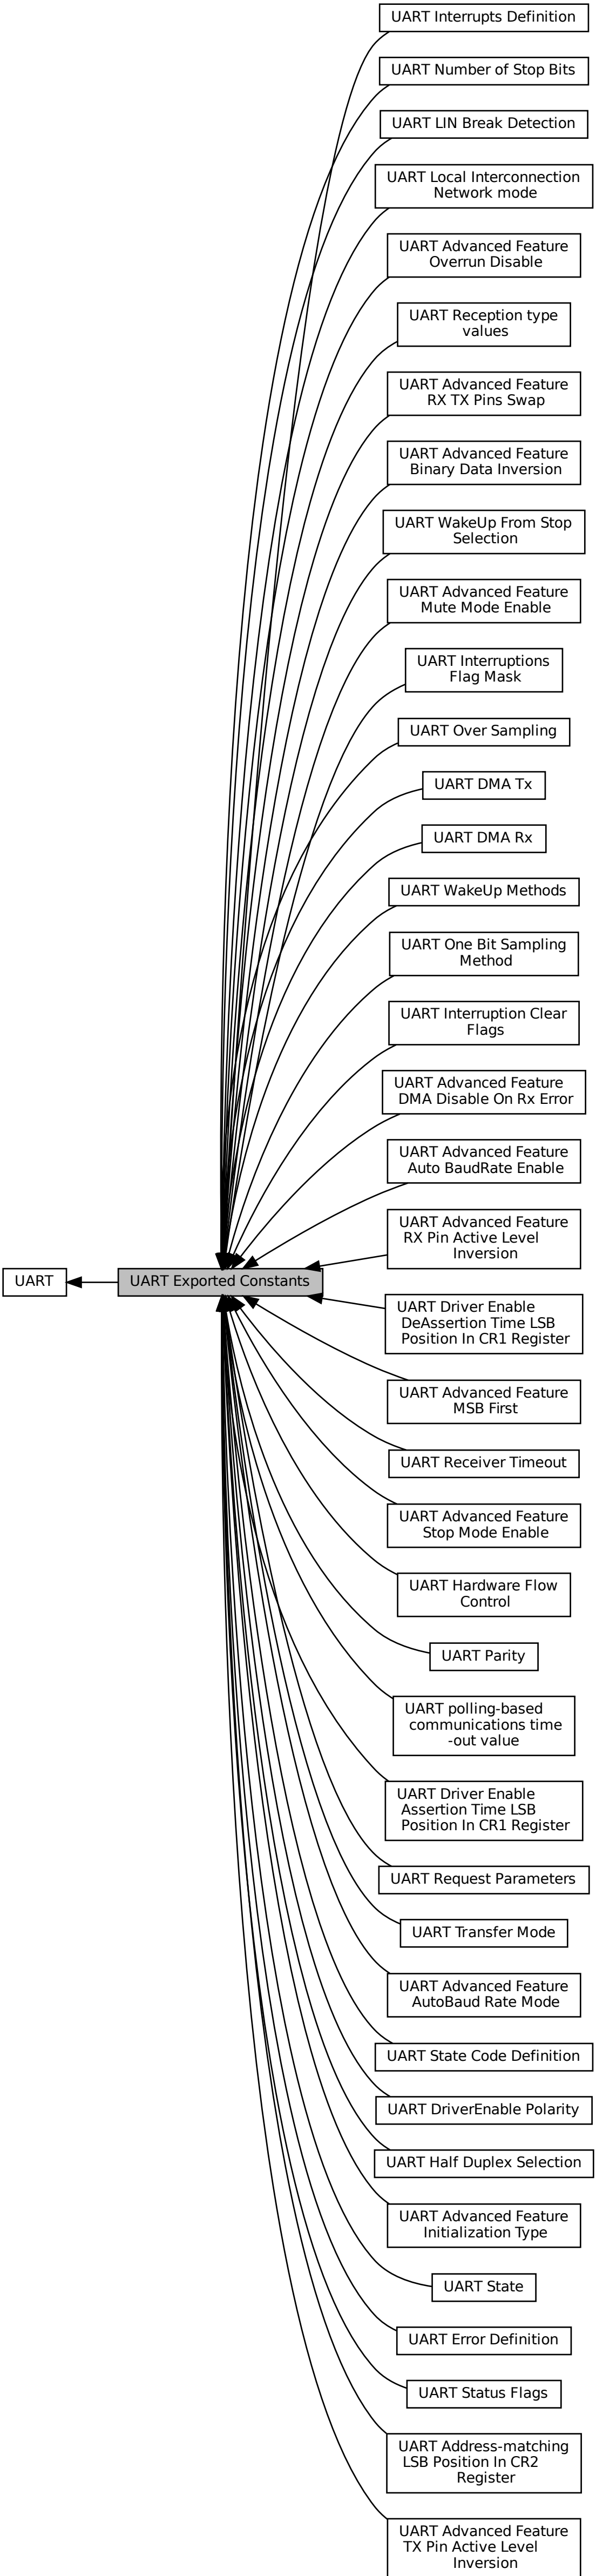 UART Interrupts Definition
UART Number of Stop Bits
UART LIN Break Detection
UART Local Interconnection
Network mode
UART Advanced Feature
Overrun Disable
UART Reception type
values
UART Advanced Feature
RX TX Pins Swap
UART Advanced Feature
Binary Data Inversion
UART WakeUp From Stop
Selection
UART Advanced Feature
Mute Mode Enable
UART Interruptions
Flag Mask
UART Over Sampling
UART DMA Tx
UART DMA Rx
UART WakeUp Methods
UART One Bit Sampling
Method
UART Interruption Clear
Flags
UART Advanced Feature
DMA Disable On Rx Error
UART Advanced Feature
Auto BaudRate Enable
UART Advanced Feature
RX Pin Active Level
Inversion
UART
UART Exported Constants
UART Driver Enable
DeAssertion Time LSB
Position In CR1 Register
UART Advanced Feature
MSB First
UART Receiver Timeout
UART Advanced Feature
Stop Mode Enable
UART Hardware Flow
Control
UART Parity
UART polling-based
communications time
-out value
UART Driver Enable
Assertion Time LSB
Position In CR1 Register
UART Request Parameters
UART Transfer Mode
UART Advanced Feature
AutoBaud Rate Mode
UART State Code Definition
UART DriverEnable Polarity
UART Half Duplex Selection
UART Advanced Feature
Initialization Type
UART State
UART Error Definition
UART Status Flags
UART Address-matching
LSB Position In CR2
Register
UART Advanced Feature
TX Pin Active Level
Inversion